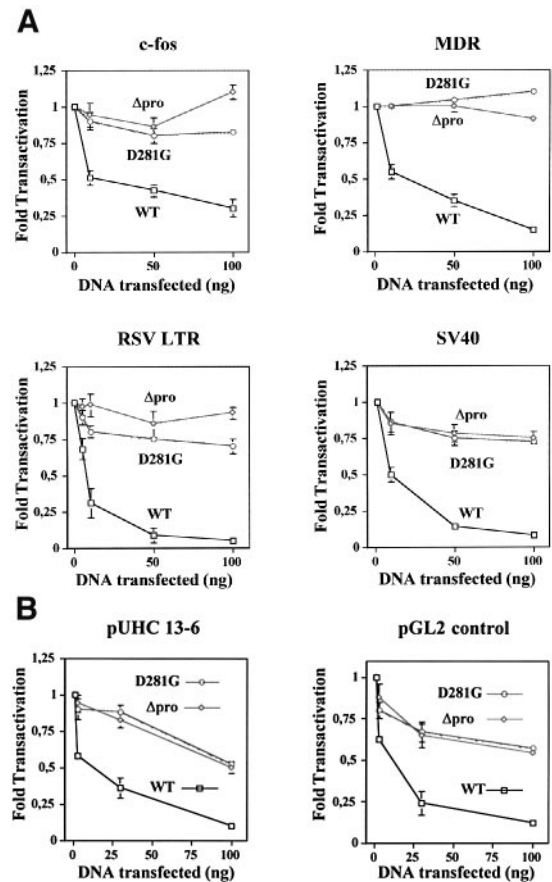 A
c-fos
Fold Transactivation
1,25
1
0,75
0,5
0,25
0
Δpro
D281G
WT
0 50 100
DNA transfected (ng)
MDR
Fold Transactivation
1,25
1
0,75
0,5
0,25
0
D281G
Δpro
WT
0 50 100
DNA transfected (ng)
RSV LTR
Fold Transactivation
1,25
1
0,75
0,5
0,25
0
Δpro
D281G
WT
0 50 100
DNA transfected (ng)
SV40
Fold Transactivation
1,25
1
0,75
0,5
0,25
0
Δpro
D281G
WT
0 50 100
DNA transfected (ng)
B
pUHC 13-6
Fold Transactivation
1,25
1
0,75
0,5
0,25
0
D281G
Δpro
WT
0 25 50 75 100
DNA transfected (ng)
pGL2 control
Fold Transactivation
1,25
1
0,75
0,5
0,25
0
D281G
Δpro
WT
0 25 50 75 100
DNA transfected (ng)